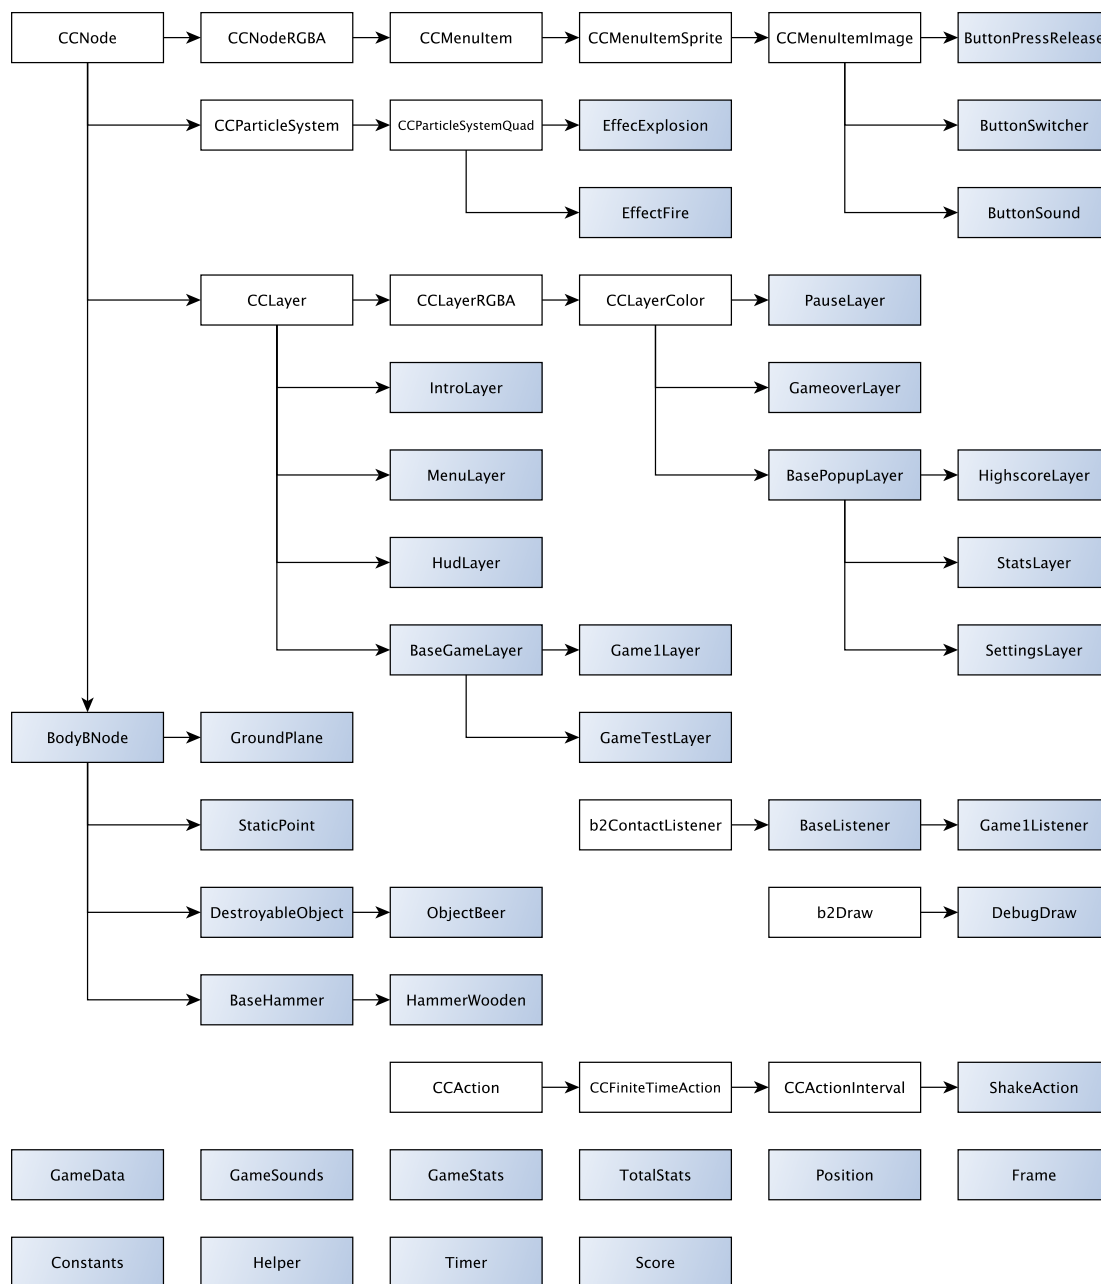 CCNode
CCNodeRGBA
CCMenuItem
CCMenuItemSprite
CCMenuItemImage
ButtonPressRelease
CCParticleSystem
CCParticleSystemQuad
EffecExplosion
ButtonSwitcher
EffectFire
ButtonSound
CCLayer
CCLayerRGBA
CCLayerColor
PauseLayer
IntroLayer
GameoverLayer
MenuLayer
BasePopupLayer
HighscoreLayer
HudLayer
StatsLayer
BaseGameLayer
Game1Layer
SettingsLayer
BodyBNode
GroundPlane
GameTestLayer
StaticPoint
b2ContactListener
BaseListener
Game1Listener
DestroyableObject
ObjectBeer
b2Draw
DebugDraw
BaseHammer
HammerWooden
CCAction
CCFiniteTimeAction
CCActionInterval
ShakeAction
GameData
GameSounds
GameStats
TotalStats
Position
Frame
Constants
Helper
Timer
Score